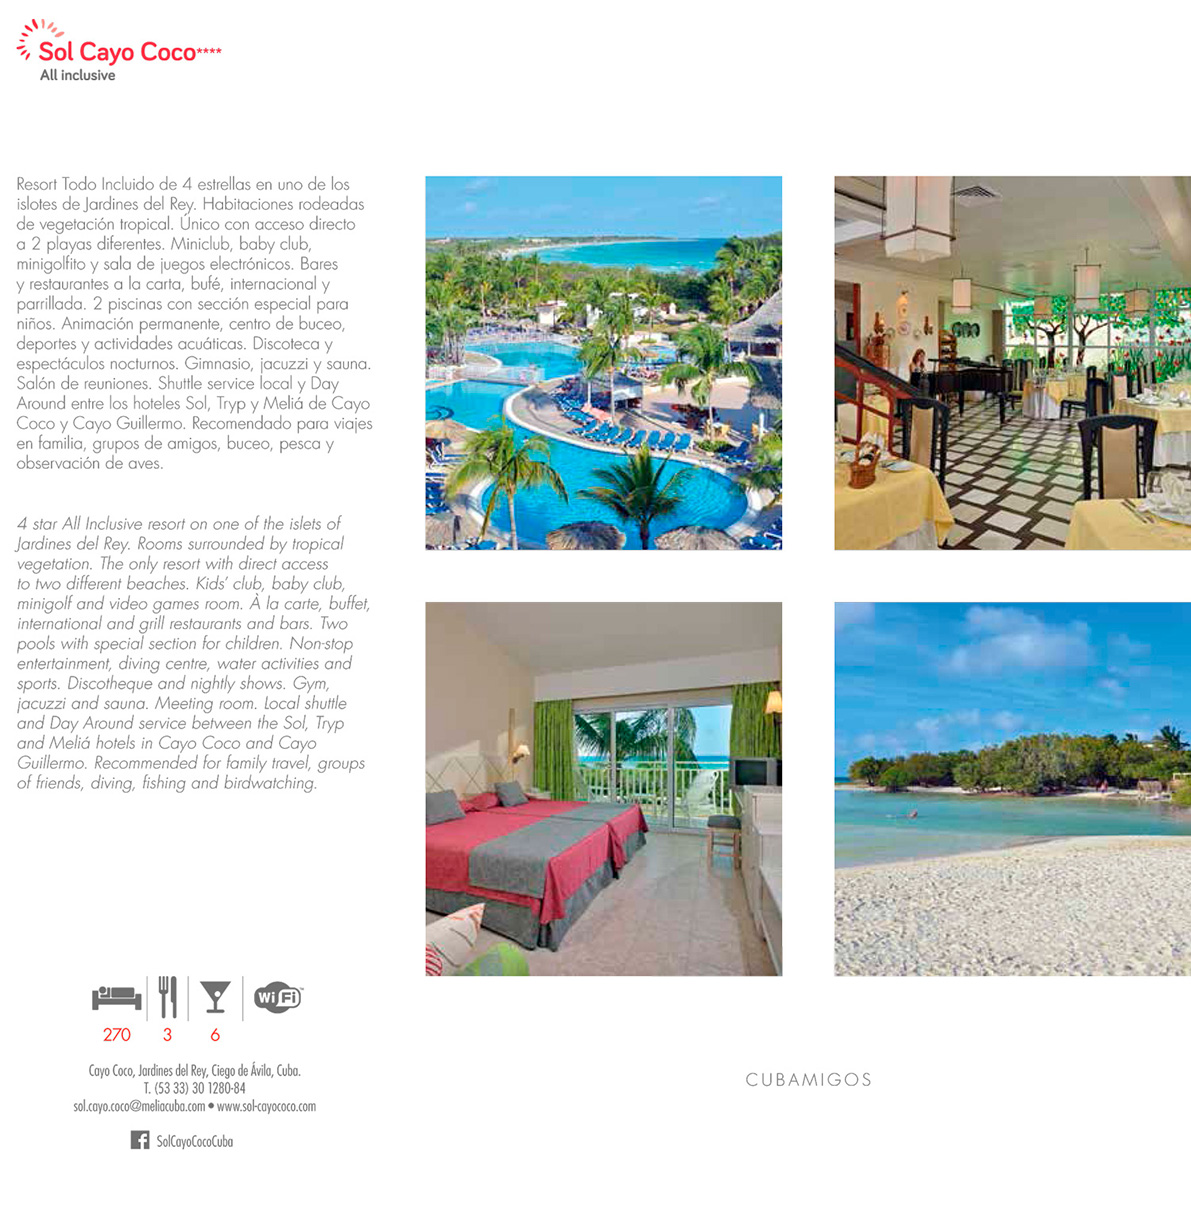 Sol Cayo Coco****
All inclusive
Resort Todo Incluido de 4 estrellas en uno de los
islotes de Jardines del Rey. Habitaciones rodeadas
de vegetación tropical. Único con acceso directo
a 2 playas diferentes. Miniclub, baby club,
minigolfito y sala de juegos electrónicos. Bares
y restaurantes a la carta, bufé, internacional y
parrillada. 2 piscinas con sección especial para
niños. Animación permanente, centro de buceo,
deportes y actividades acuáticas. Discoteca y
espectáculos nocturnos. Gimnasio, jacuzzi y sauna.
Salón de reuniones. Shuttle service local y Day
Around entre los hoteles Sol, Tryp y Meliá de Cayo
Coco y Cayo Guillermo. Recomendado para viajes
en familia, grupos de amigos, buceo, pesca y
observación de aves.
4 star All Inclusive resort on one of the islets of
Jardines del Rey. Rooms surrounded by tropical
vegetation. The only resort with direct access
to two different beaches. Kids' club, baby club,
minigolf and video games room. À la carte, buffet,
international and grill restaurants and bars. Two
pools with special section for children. Non-stop
entertainment, diving centre, water activities and
sports. Discotheque and nightly shows. Gym,
jacuzzi and sauna. Meeting room. Local shuttle
and Day Around service between the Sol, Tryp
and Meliá hotels in Cayo Coco and Cayo
Guillermo. Recommended for family travel, groups
of friends, diving, fishing and birdwatching.
Wi Fi™
270 3 6
Cayo Coco, Jardines del Rey, Ciego de Ávila, Cuba.
T. (53 33) 30 1280-84
sol.cayo.coco@meliacuba.com • www.sol-cayococo.com
f SolCayoCocoCuba
CUBAMIGOS